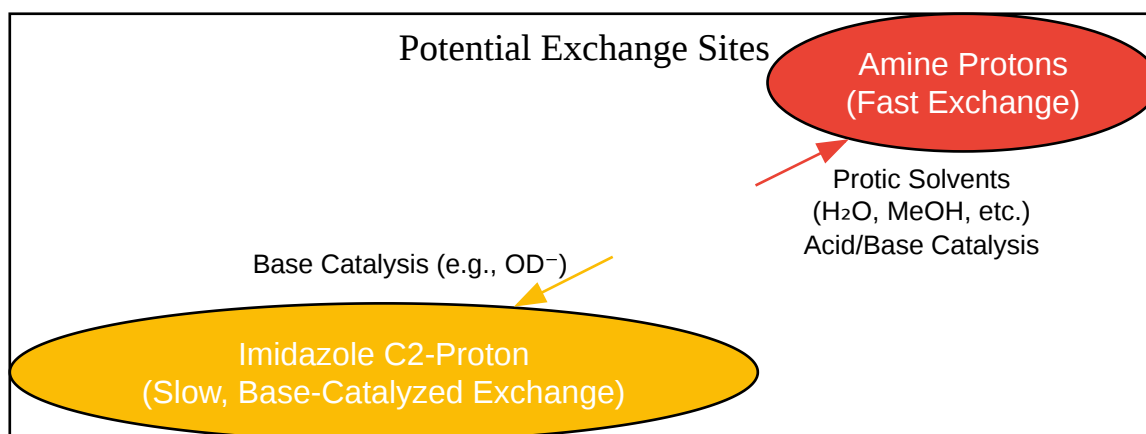 Potential Exchange Sites
Amine Protons
(Fast Exchange)
Protic Solvents
(H₂O, MeOH, etc.)
Acid/Base Catalysis
Base Catalysis (e.g., OD⁻)
Imidazole C2-Proton
(Slow, Base-Catalyzed Exchange)